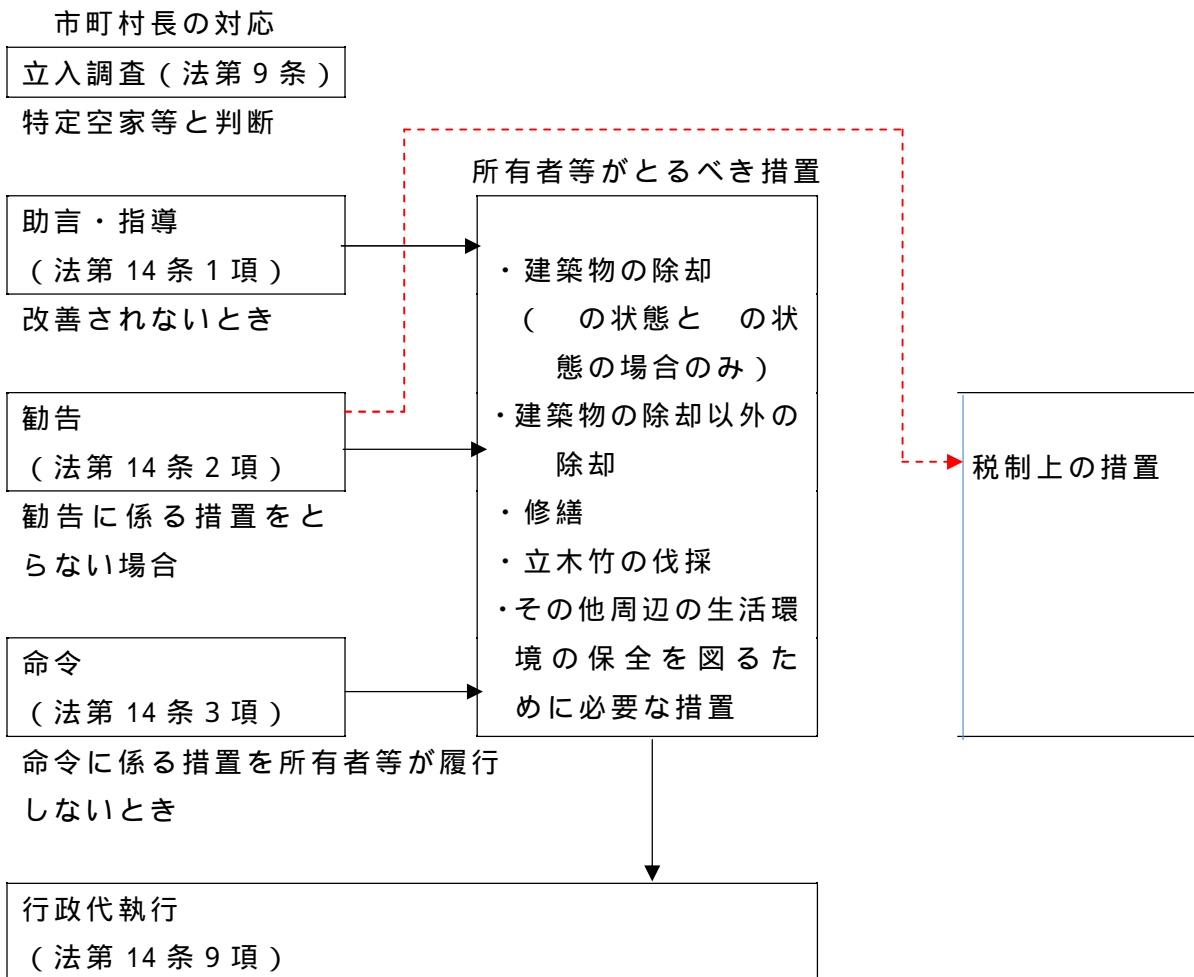 市町村長の対応
立入調査(法第9条)
特定空家等と判断
所有者等がとるべき措置
助言・指導
(法第14条1項)
改善されないとき
勧告
(法第14条2項)
勧告に係る措置をと
らない場合
命令
(法第14条3項)
命令に係る措置を所有者等が履行
しないとき
・建築物の除却
( の状態と の状
態の場合のみ)
・建築物の除却以外の
除却
・修繕
・立木竹の伐採
・その他周辺の生活環
境の保全を図るた
めに必要な措置
税制上の措置
行政代執行
(法第14条9項)